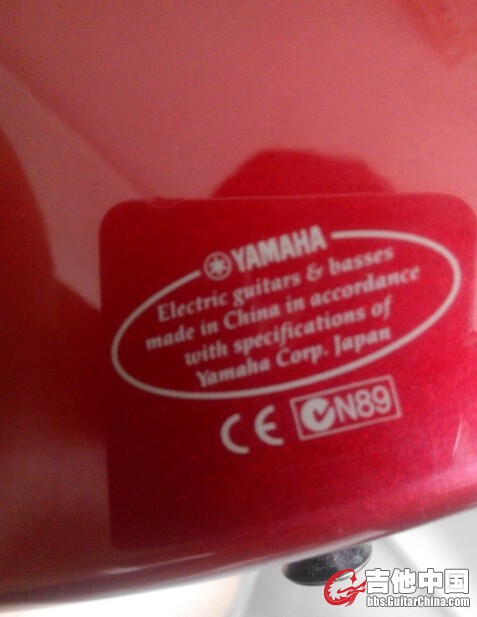 YAMAHA
Electric guitars & basses
made in China in accordance
with specifications of
Yamaha Corp. Japan
CE N89
吉他中国
bbs.GuitarChina.com